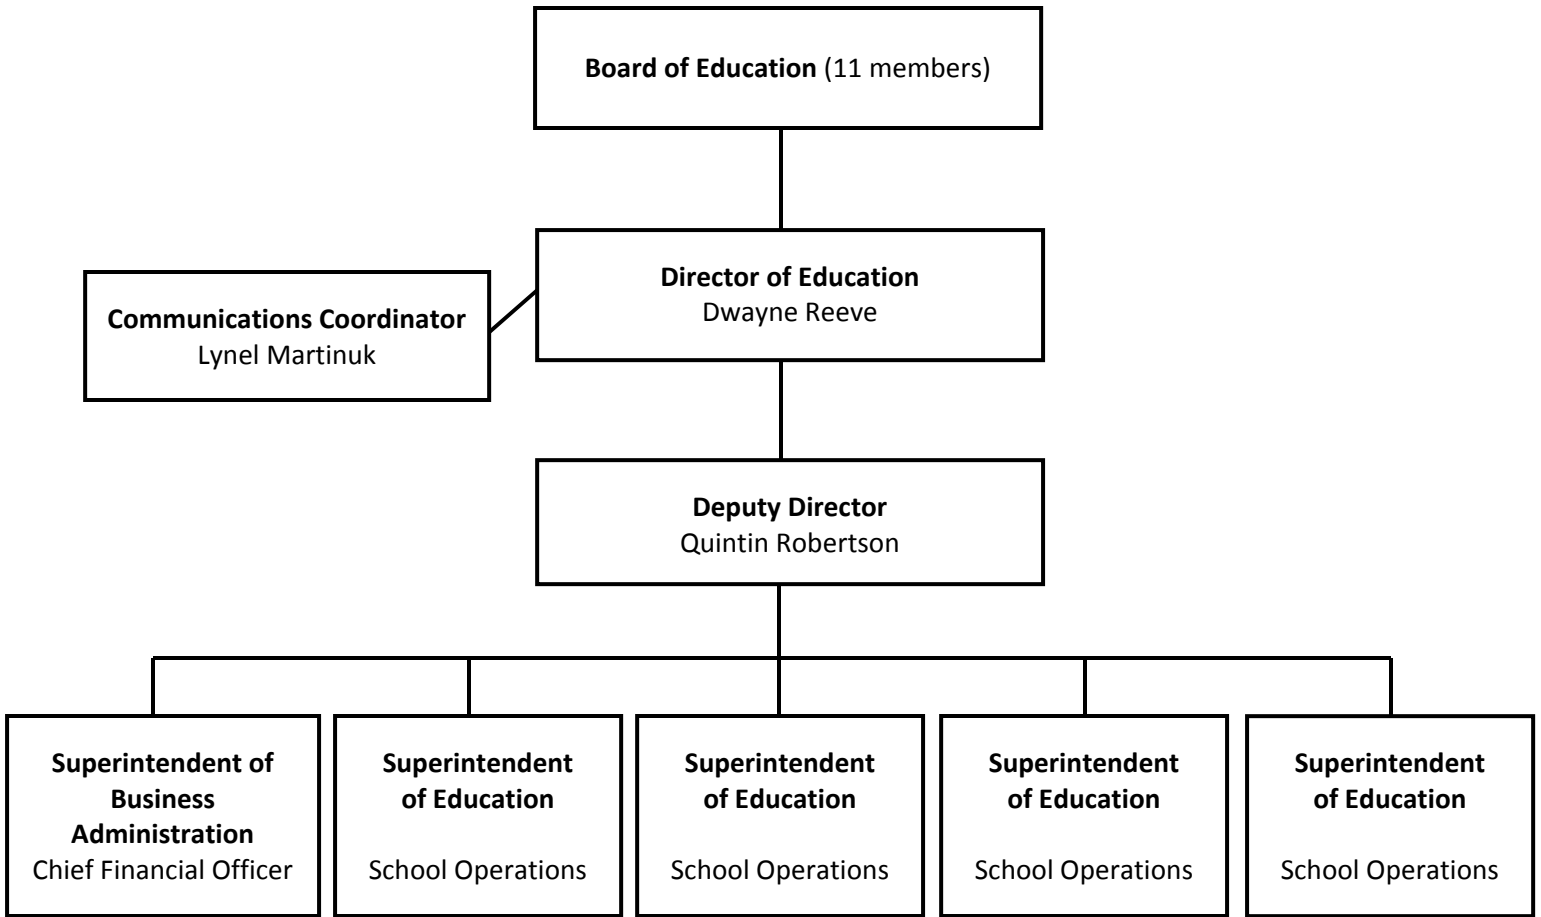 Board of Education (11 members)
Director of Education
Dwayne Reeve
Communications Coordinator
Lynel Martinuk
Deputy Director
Quintin Robertson
Superintendent of
Business
Administration
Chief Financial Officer
Superintendent
of Education
School Operations
Superintendent
of Education
School Operations
Superintendent
of Education
School Operations
Superintendent
of Education
School Operations